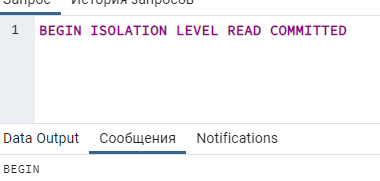 Запрос История запросов
1 BEGIN ISOLATION LEVEL READ COMMITTED
Data Output Сообщения Notifications
BEGIN